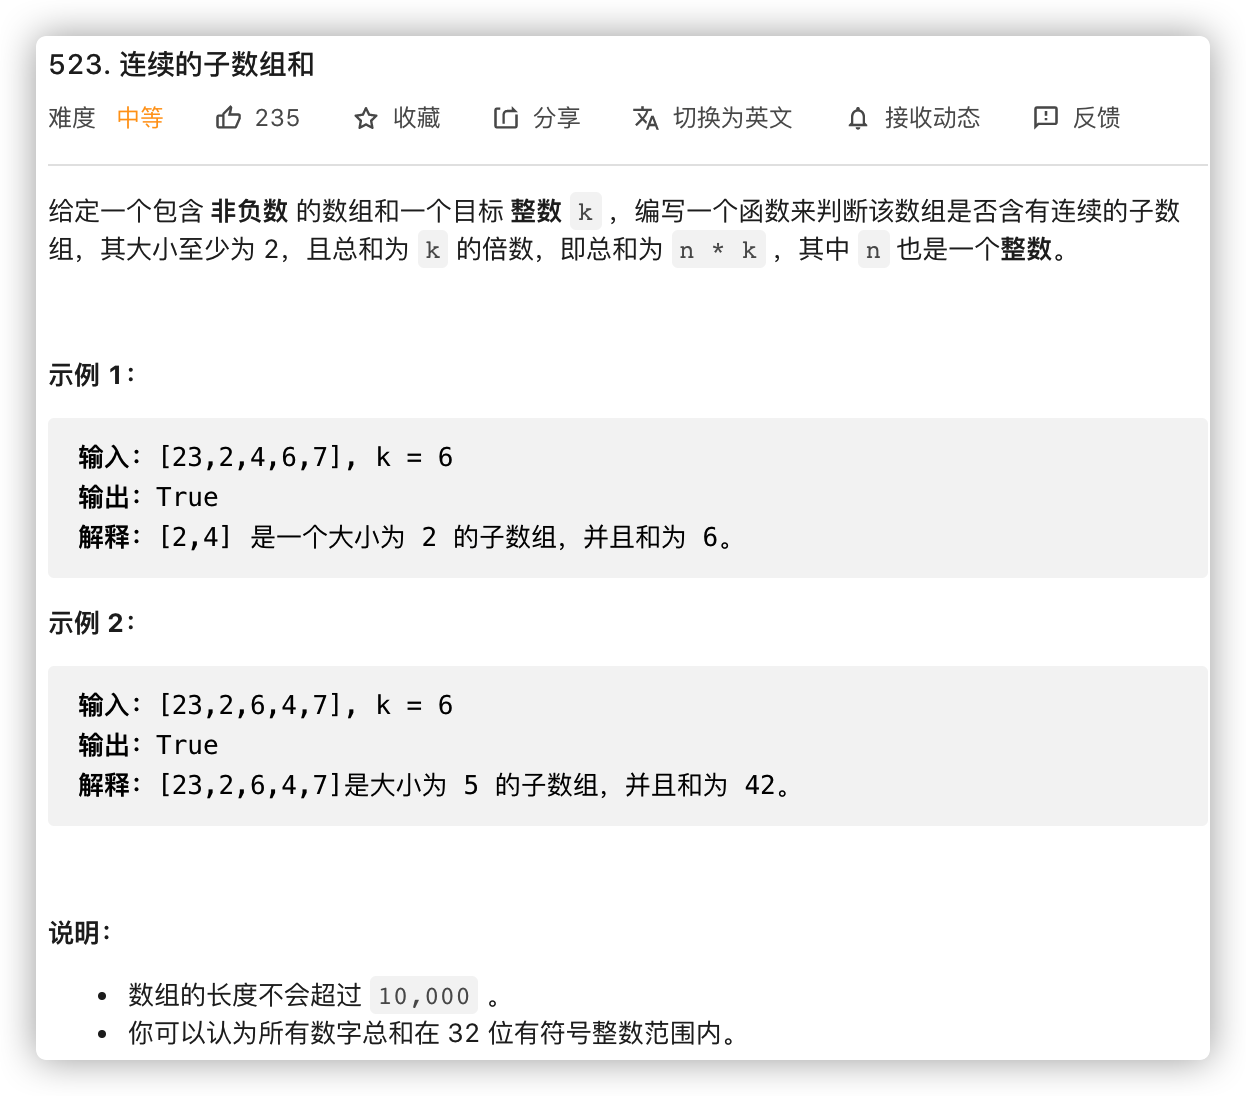 523. 连续的子数组和
难度 中等 235 收藏 分享 切换为英文 接收动态 反馈
给定一个包含 非负数 的数组和一个目标 整数 k ，编写一个函数来判断该数组是否含有连续的子数
组，其大小至少为 2，且总和为 k 的倍数，即总和为 n * k ，其中 n 也是一个整数。
示例 1：
输入：[23,2,4,6,7], k = 6
输出：True
解释：[2,4] 是一个大小为 2 的子数组，并且和为 6。
示例 2：
输入：[23,2,6,4,7], k = 6
输出：True
解释：[23,2,6,4,7]是大小为 5 的子数组，并且和为 42。
说明：
• 数组的长度不会超过 10,000 。
• 你可以认为所有数字总和在 32 位有符号整数范围内。